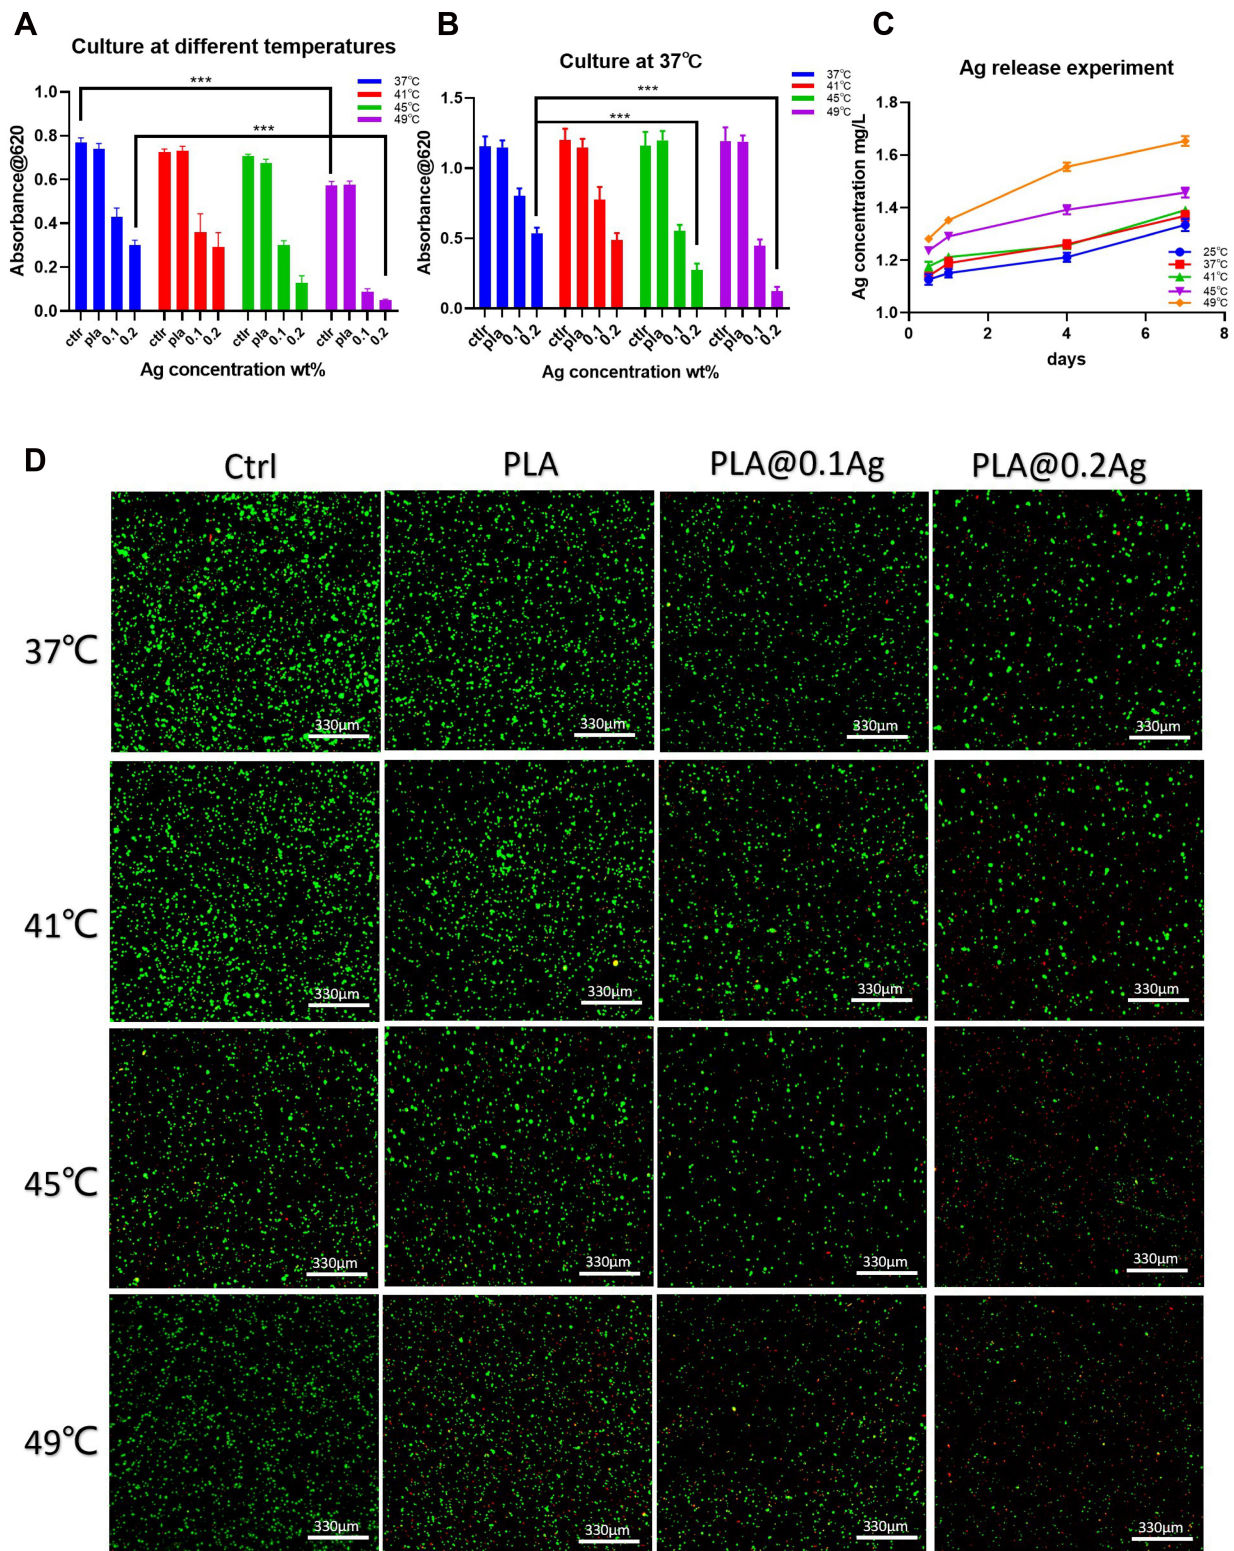 A
Culture at different temperatures
Absorbance@620
1.0
0.8
0.6
0.4
0.2
0.0
***
***
37℃
41℃
45℃
49℃
ctlr pla 0.1 0.2 ctlr pla 0.1 0.2 ctlr pla 0.1 0.2 ctlr pla 0.1 0.2
Ag concentration wt%
B
Culture at 37℃
Absorbance@620
1.5
1.0
0.5
0.0
***
***
37℃
41℃
45℃
49℃
ctlr pla 0.1 0.2 ctlr pla 0.1 0.2 ctlr pla 0.1 0.2 ctlr pla 0.1 0.2
Ag concentration wt%
C
Ag release experiment
Ag concentration mg/L
1.8
1.6
1.4
1.2
1.0
25℃
37℃
41℃
45℃
49℃
0 2 4 6 8
days
D
Ctrl PLA PLA@0.1Ag PLA@0.2Ag
37℃
330μm 330μm 330μm 330μm
41℃
330μm 330μm 330μm 330μm
45℃
330μm 330μm 330μm 330μm
49℃
330μm 330μm 330μm 330μm